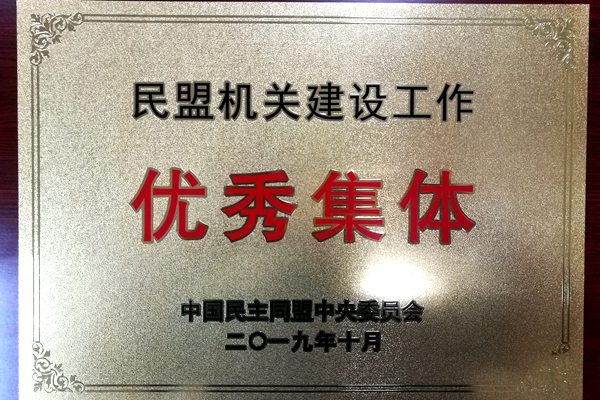 民盟机关建设工作
优秀集体
中国民主同盟中央委员会
二〇一九年十月